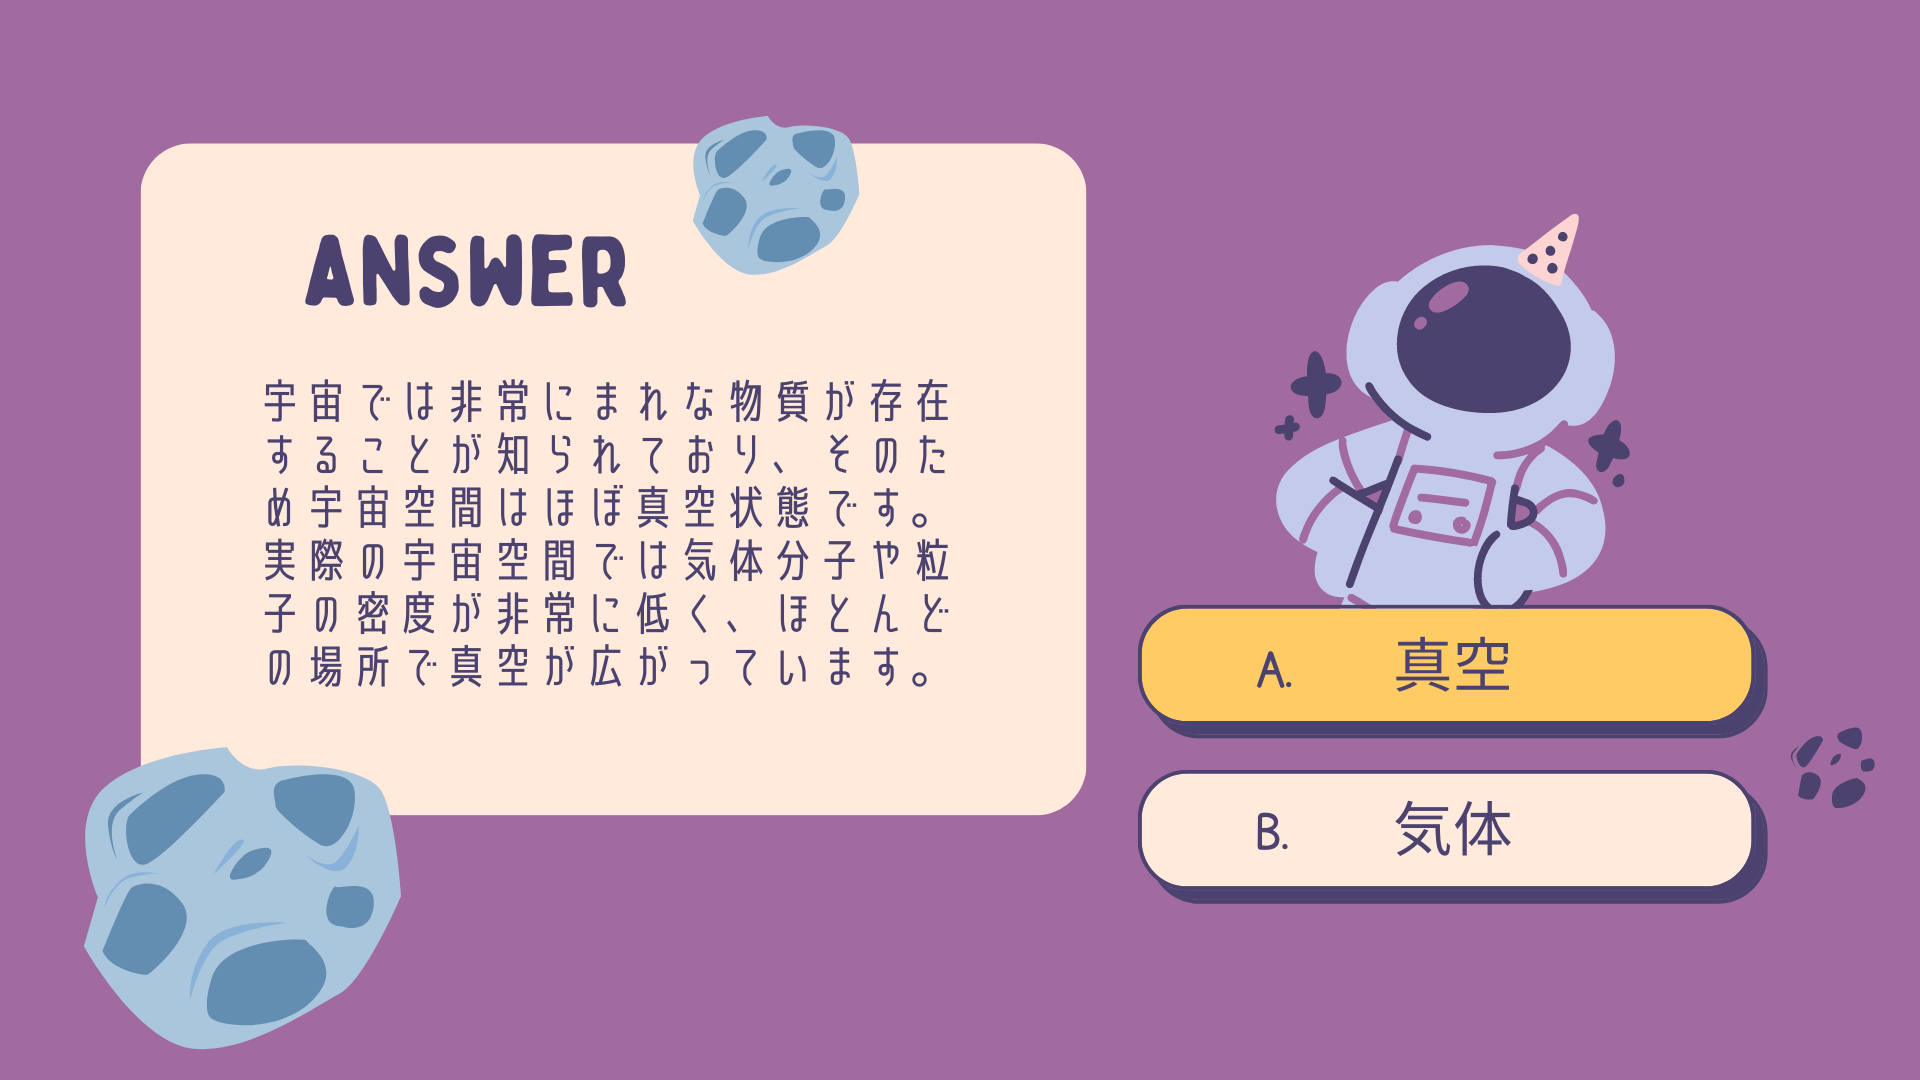 ANSWER
宇宙では非常にまれな物質が存在
することが知られており、そのた
め宇宙空間はほぼ真空状態です。
実際の宇宙空間では気体分子や粒
子の密度が非常に低く、ほとんど
の場所で真空が広がっています。
A. 真空
B. 気体